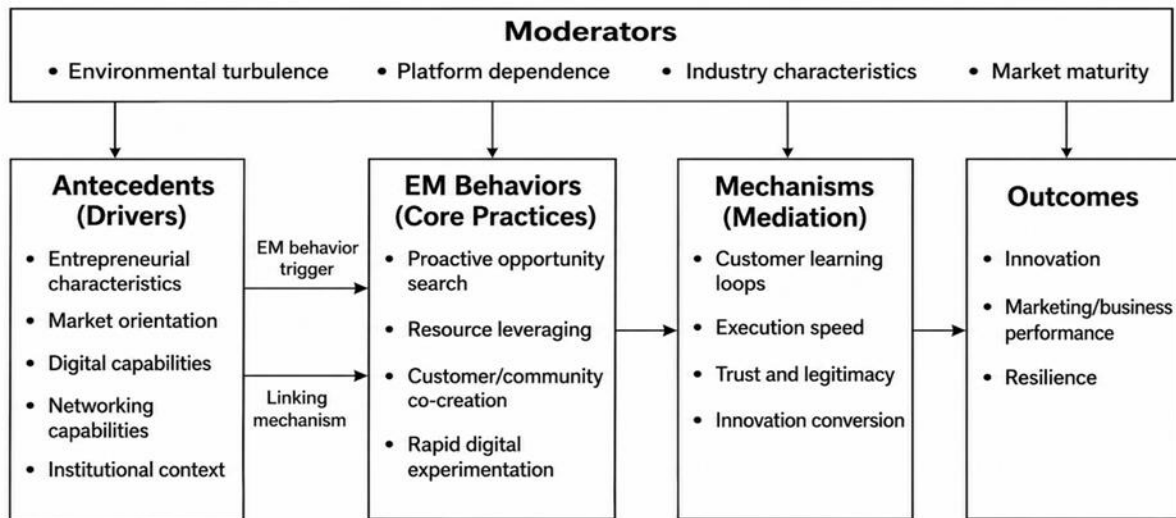 Moderators
• Environmental turbulence • Platform dependence • Industry characteristics • Market maturity
Antecedents
(Drivers)
• Entrepreneurial
characteristics
• Market orientation
• Digital capabilities
• Networking
capabilities
• Institutional context
EM behavior
trigger
Linking
mechanism
EM Behaviors
(Core Practices)
• Proactive opportunity
search
• Resource leveraging
• Customer/community
co-creation
• Rapid digital
experimentation
Mechanisms
(Mediation)
• Customer learning
loops
• Execution speed
• Trust and legitimacy
• Innovation conversion
Outcomes
• Innovation
• Marketing/business
performance
• Resilience